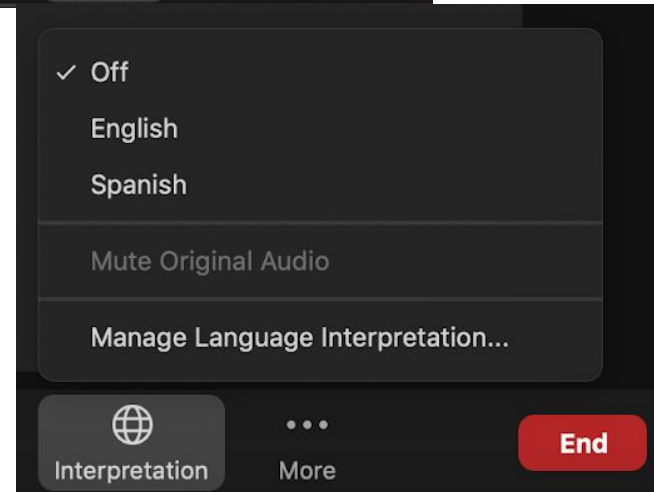 Off
English
Spanish
Mute Original Audio
Manage Language Interpretation...
Interpretation
More
End